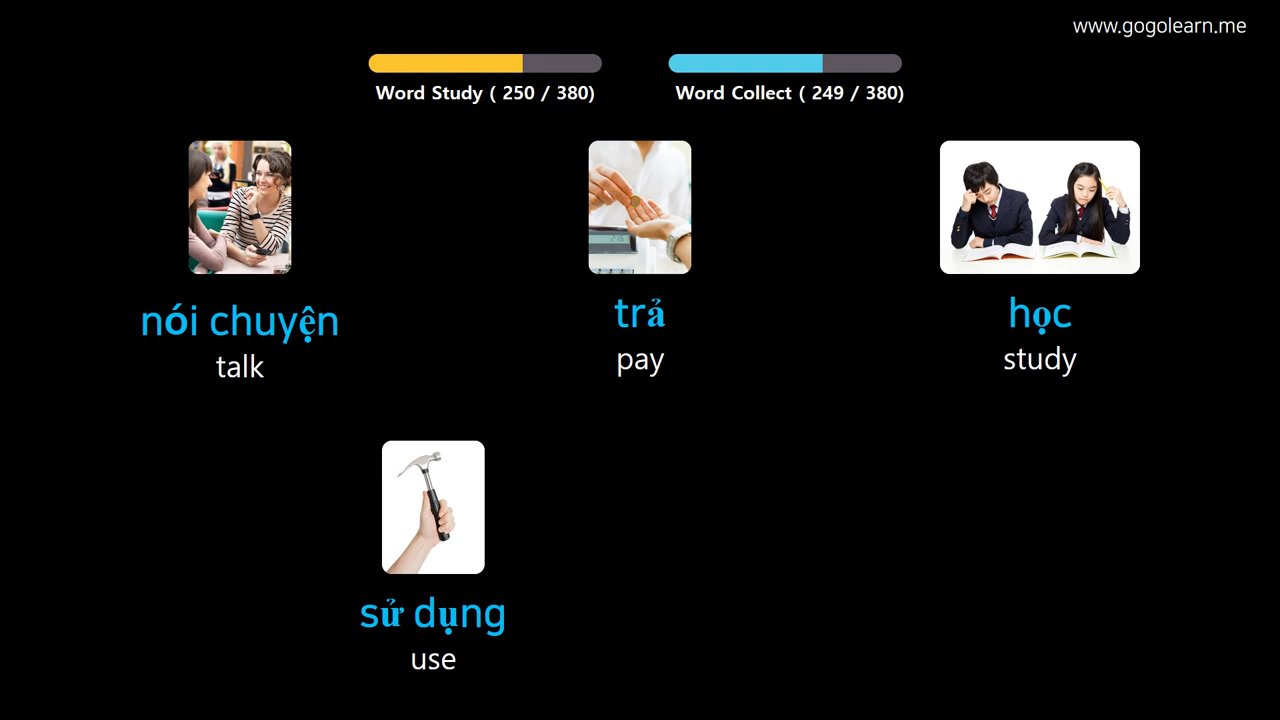 www.gogolearn.me
Word Study ( 250 / 380)
Word Collect ( 249 / 380)
nói chuyện
talk
trả
pay
học
study
sử dụng
use